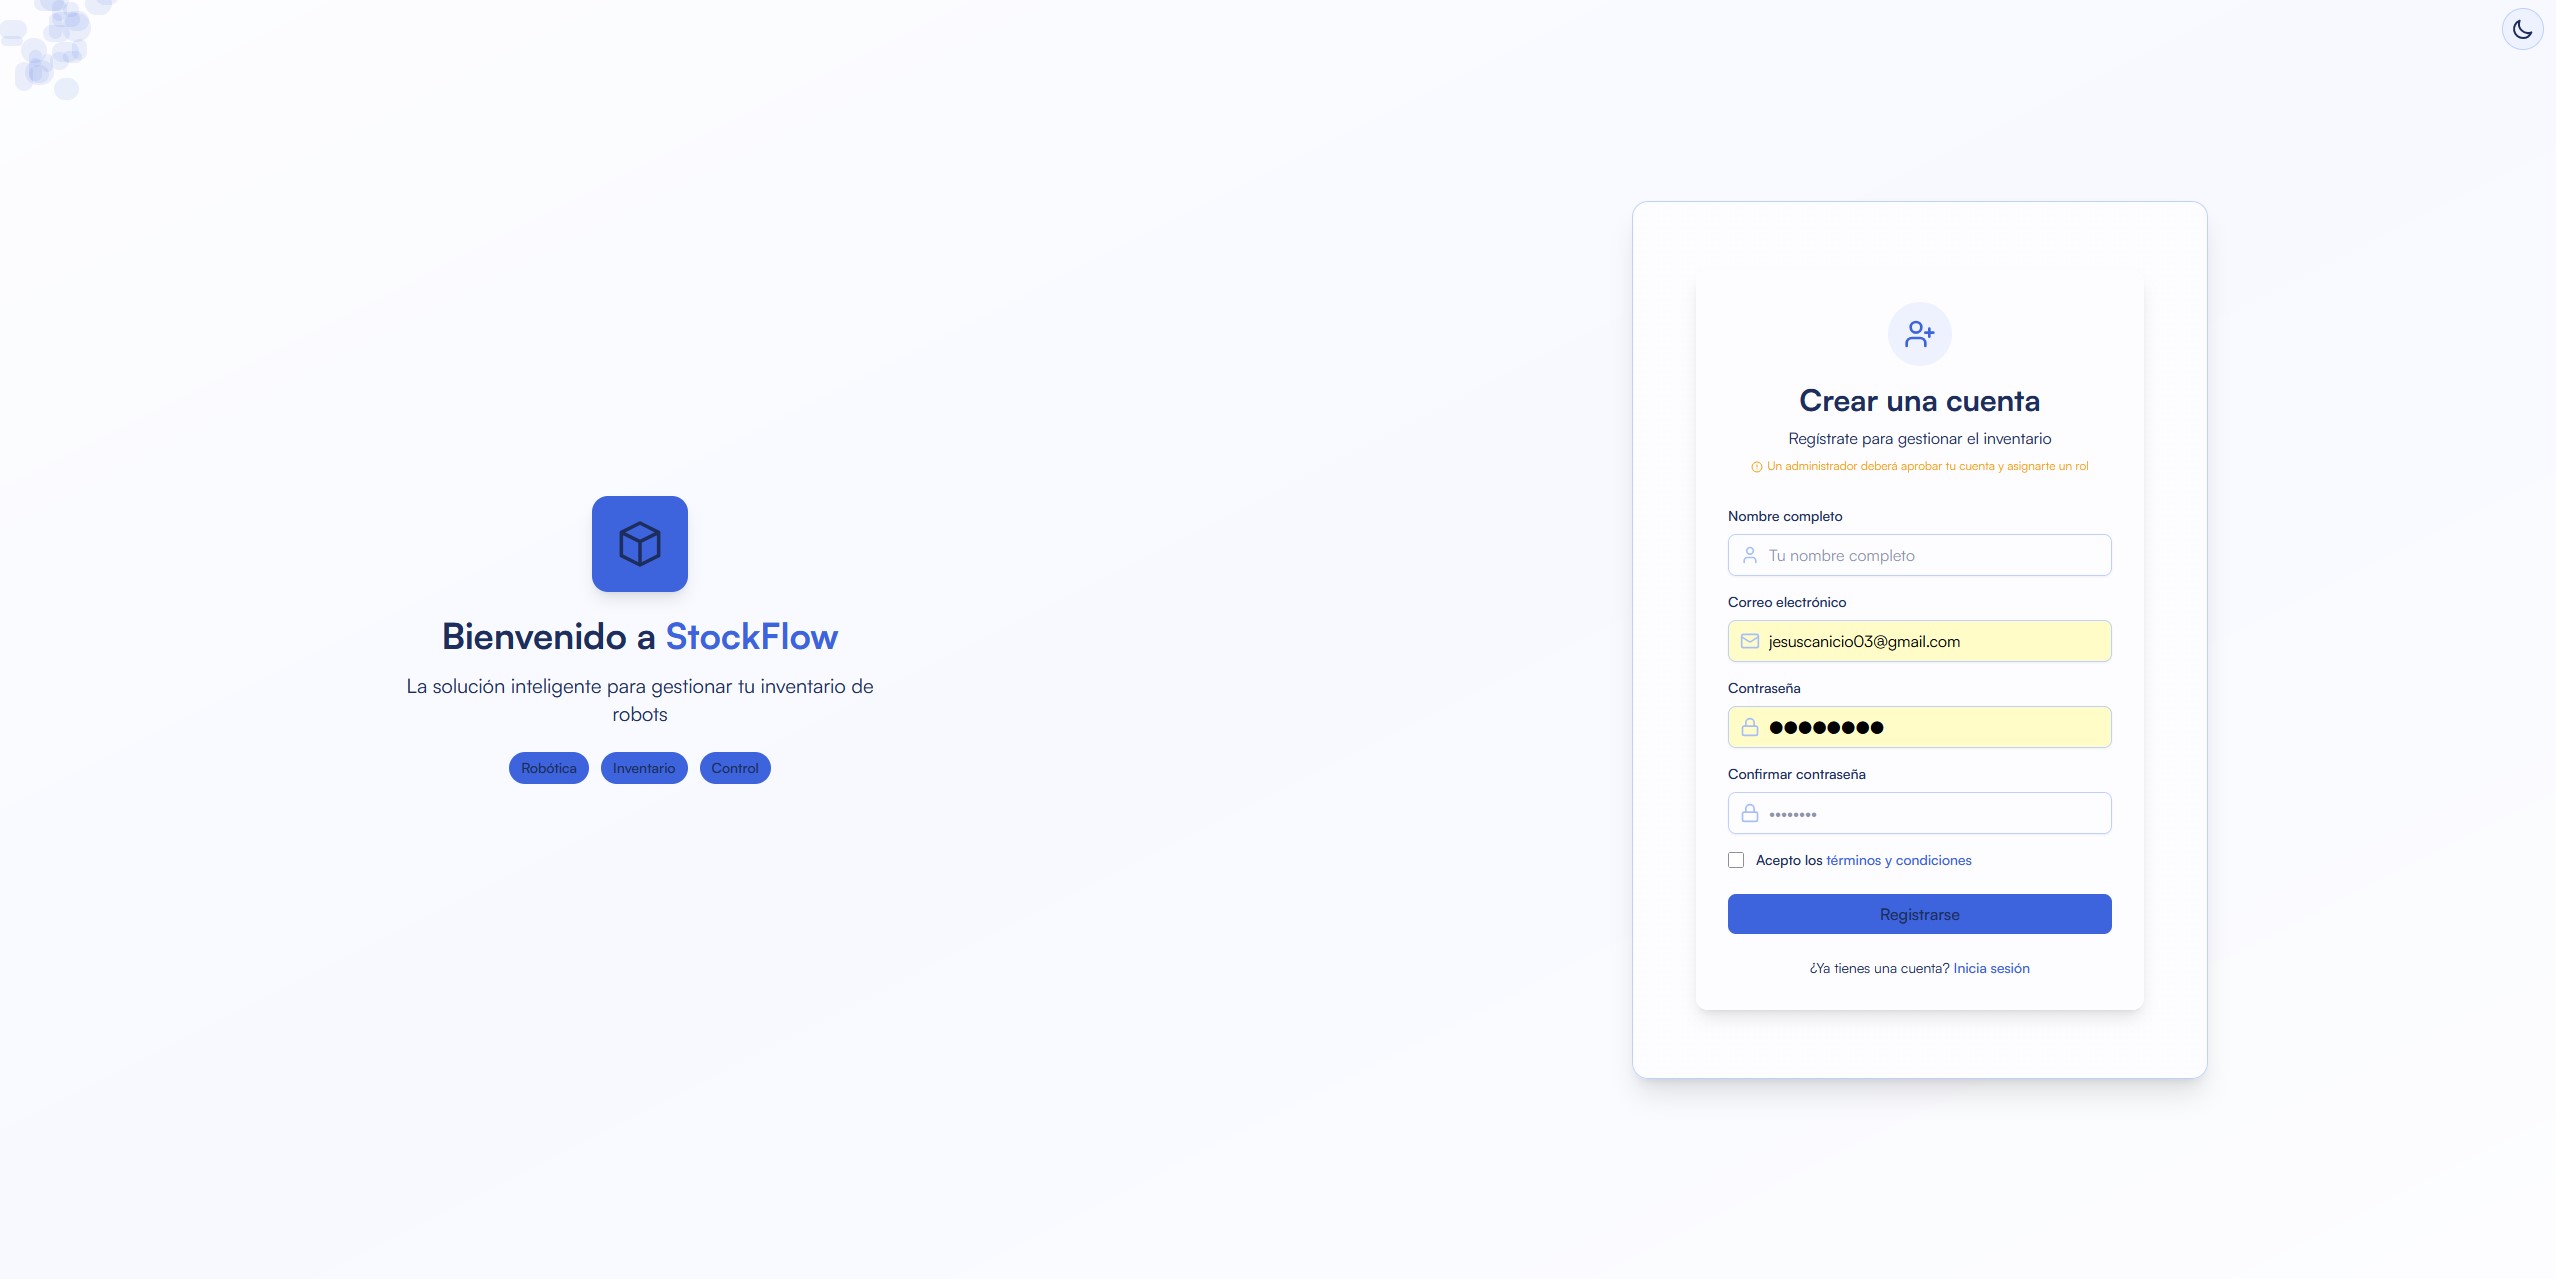 Bienvenido a StockFlow
La solución inteligente para gestionar tu inventario de
robots
Robótica
Inventario
Control
Crear una cuenta
Regístrate para gestionar el inventario
Un administrador deberá aprobar tu cuenta y asignarte un rol
Nombre completo
Tu nombre completo
Correo electrónico
jesuscanicio03@gmail.com
Contraseña
●●●●●●●●
Confirmar contraseña
••••••••
Acepto los términos y condiciones
Registrarse
¿Ya tienes una cuenta? Inicia sesión